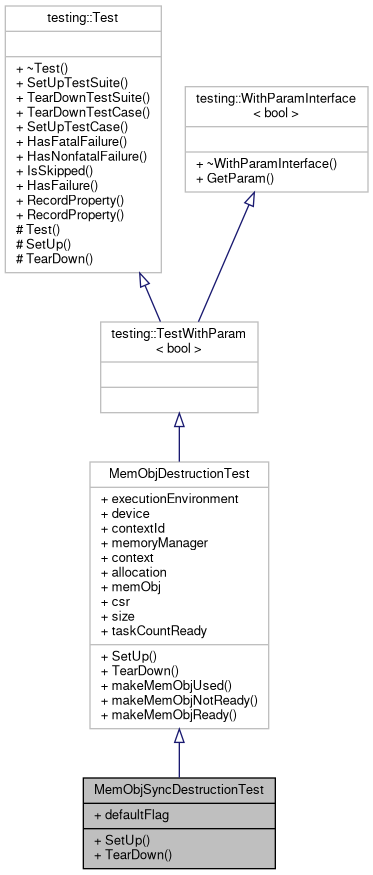 testing::Test
+ ~Test()
+ SetUpTestSuite()
+ TearDownTestSuite()
+ TearDownTestCase()
+ SetUpTestCase()
+ HasFatalFailure()
+ HasNonfatalFailure()
+ IsSkipped()
+ HasFailure()
+ RecordProperty()
+ RecordProperty()
# Test()
# SetUp()
# TearDown()
testing::WithParamInterface
< bool >
+ ~WithParamInterface()
+ GetParam()
testing::TestWithParam
< bool >
MemObjDestructionTest
+ executionEnvironment
+ device
+ contextId
+ memoryManager
+ context
+ allocation
+ memObj
+ csr
+ size
+ taskCountReady
+ SetUp()
+ TearDown()
+ makeMemObjUsed()
+ makeMemObjNotReady()
+ makeMemObjReady()
MemObjSyncDestructionTest
+ defaultFlag
+ SetUp()
+ TearDown()